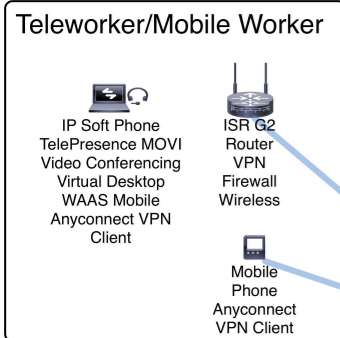 Teleworker/Mobile Worker
IP Soft Phone
TelePresence MOVI
Video Conferencing
Virtual Desktop
WAAS Mobile
Anyconnect VPN
Client
ISR G2
Router
VPN
Firewall
Wireless
Mobile
Phone
Anyconnect
VPN Client